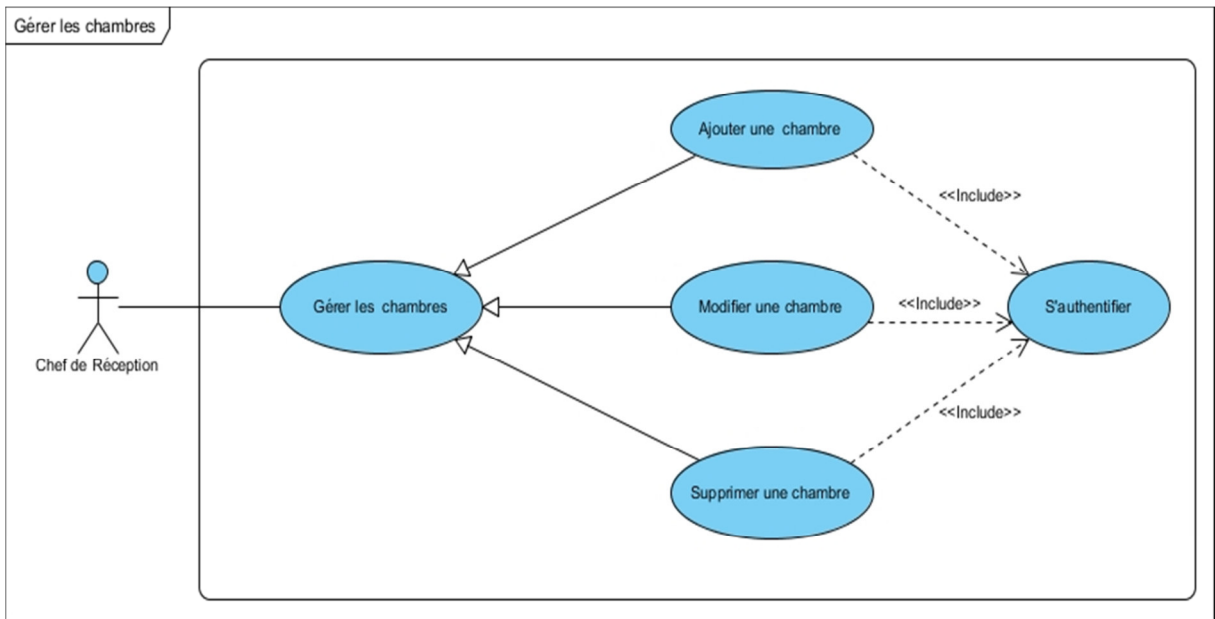 Gérer les chambres
Ajouter une chambre
<<Include>>
Gérer les chambres
Modifier une chambre
<<Include>>
S'authentifier
Chef de Réception
<<Include>>
Supprimer une chambre